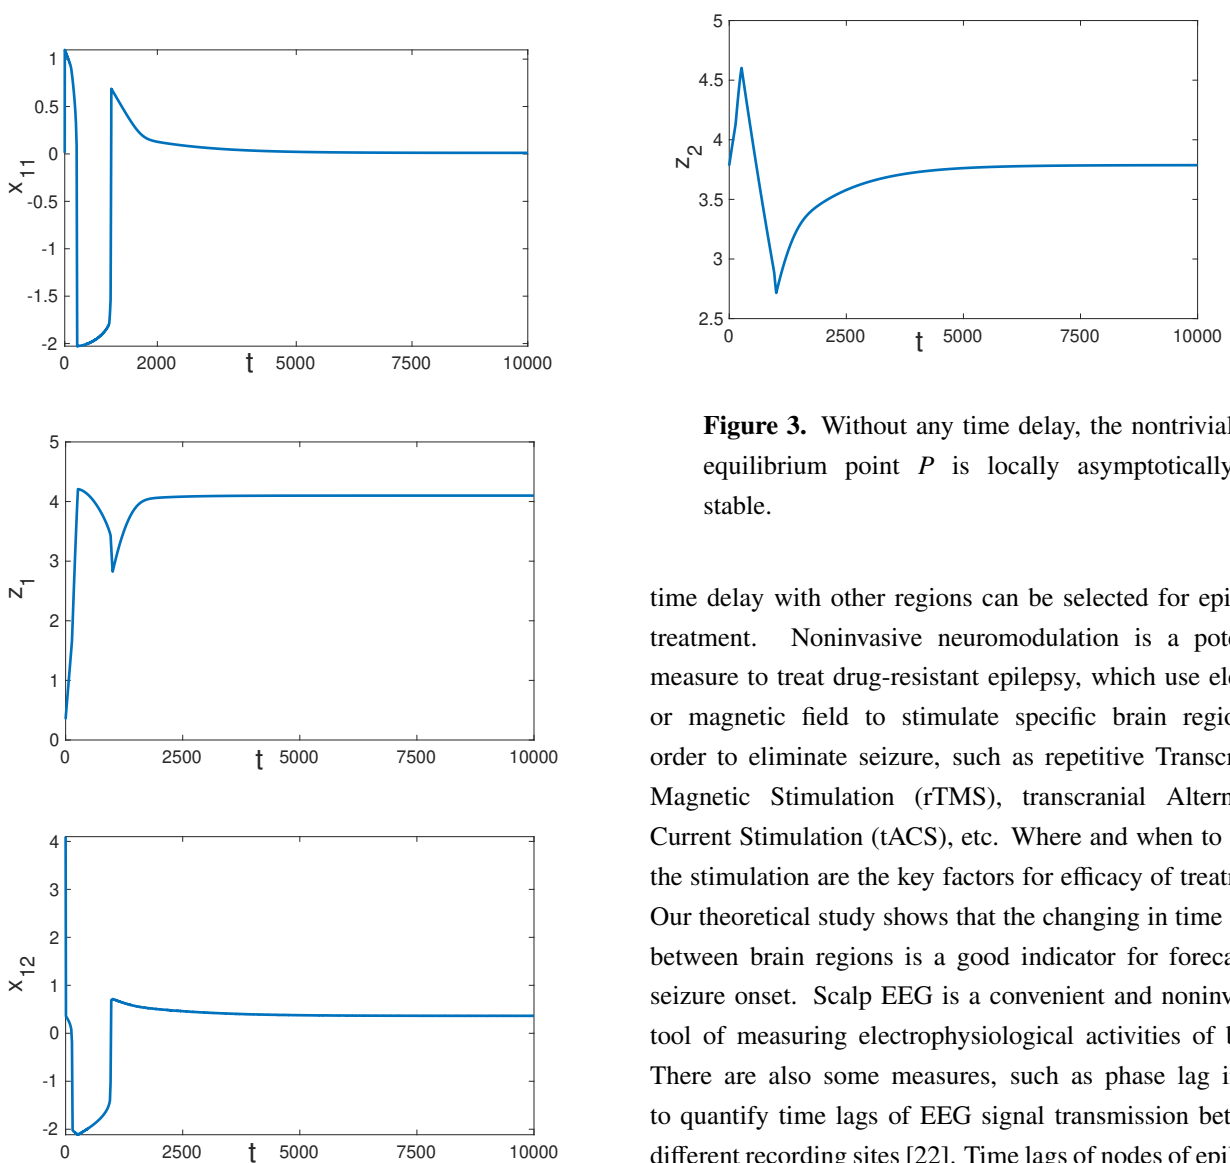 1
0.5
0
-0.5
-1
-1.5
-2
x11
0 2000 5000 7500 10000
t
5
4
3
2
1
0
z1
0 2500 5000 7500 10000
t
4
3
2
1
0
-1
-2
x12
0 2500 5000 7500 10000
t
5
4.5
4
3.5
3
2.5
z2
0 2500 5000 7500 10000
t
Figure 3. Without any time delay, the nontrivial
equilibrium point P is locally asymptotically
stable.
time delay with other regions can be selected for epi
treatment. Noninvasive neuromodulation is a pote
measure to treat drug-resistant epilepsy, which use ele
or magnetic field to stimulate specific brain regio
order to eliminate seizure, such as repetitive Transcr
Magnetic Stimulation (rTMS), transcranial Altern
Current Stimulation (tACS), etc. Where and when to
the stimulation are the key factors for efficacy of treatr
Our theoretical study shows that the changing in time
between brain regions is a good indicator for foreca
seizure onset. Scalp EEG is a convenient and noninv
tool of measuring electrophysiological activities of b
There are also some measures, such as phase lag i
to quantify time lags of EEG signal transmission bet
different recording sites [22]. Time lags of nodes of epil